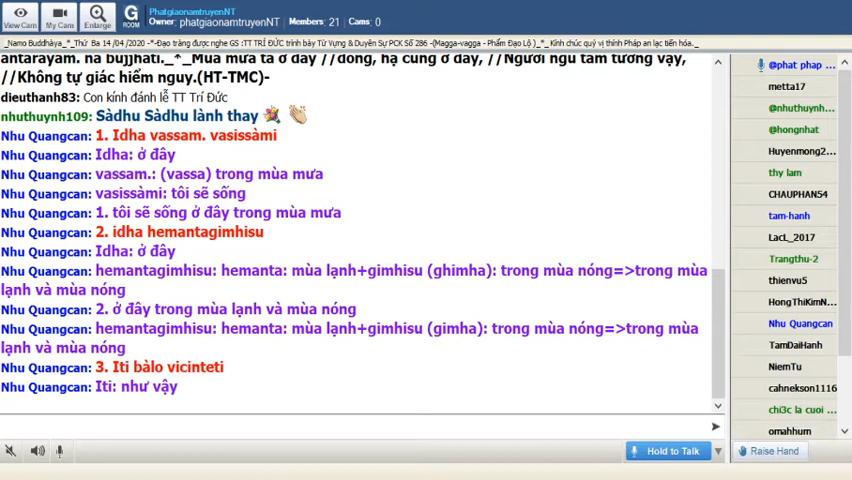 View Cam
My Cam
Enlarge
G
ROOM
PhatgiaonamtruyenNT
Owner: phatgiaonamtruyenNT Members: 21 Cams: 0
_Namo Buddhàya_*_Thứ Ba 14 /04 /2020 -*-Đạo tràng được nghe GS :TT TRÍ ĐỨC trình bày Từ Vựng & Duyên Sự PCK Số 286 -(Magga-vagga - Phẩm Đạo Lộ )_*_ Kính chúc quý vị thính Pháp an lạc tiến hóa._
antarayam. na bujjhati._*_Mùa mưa ta ở đây //đông, hạ cũng ở đây, //Người ngu tâm tưởng vậy,
//Không tự giác hiểm nguy.(HT-TMC)-
dieuthanh83: Con kính đảnh lễ TT Trí Đức
nhuthuynh109: Sàdhu Sàdhu lành thay
Nhu Quangcan: 1. Idha vassam. vasissàmi
Nhu Quangcan: Idha: ở đây
Nhu Quangcan: vassam.: (vassa) trong mùa mưa
Nhu Quangcan: vasissàmi: tôi sẽ sống
Nhu Quangcan: 1. tôi sẽ sống ở đây trong mùa mưa
Nhu Quangcan: 2. idha hemantagimhisu
Nhu Quangcan: Idha: ở đây
Nhu Quangcan: hemantagimhisu: hemanta: mùa lạnh+gimhisu (ghimha): trong mùa nóng=>trong mùa
lạnh và mùa nóng
Nhu Quangcan: 2. ở đây trong mùa lạnh và mùa nóng
Nhu Quangcan: hemantagimhisu: hemanta: mùa lạnh+gimhisu (gimha): trong mùa nóng=>trong mùa
lạnh và mùa nóng
Nhu Quangcan: 3. Iti bàlo vicinteti
Nhu Quangcan: Iti: như vậy
@phat phap ...
metta17
@nhuthuynh...
@hongnhat
Huyenmong2...
thy lam
CHAUPHAN54
tam-hanh
LacL_2017
Trangthu-2
thienvu5
HongThiKimN...
Nhu Quangcan
TamDaiHanh
NiemTu
cahnekson1116
chi3c la cuoi ...
omahhum
Hold to Talk
Raise Hand